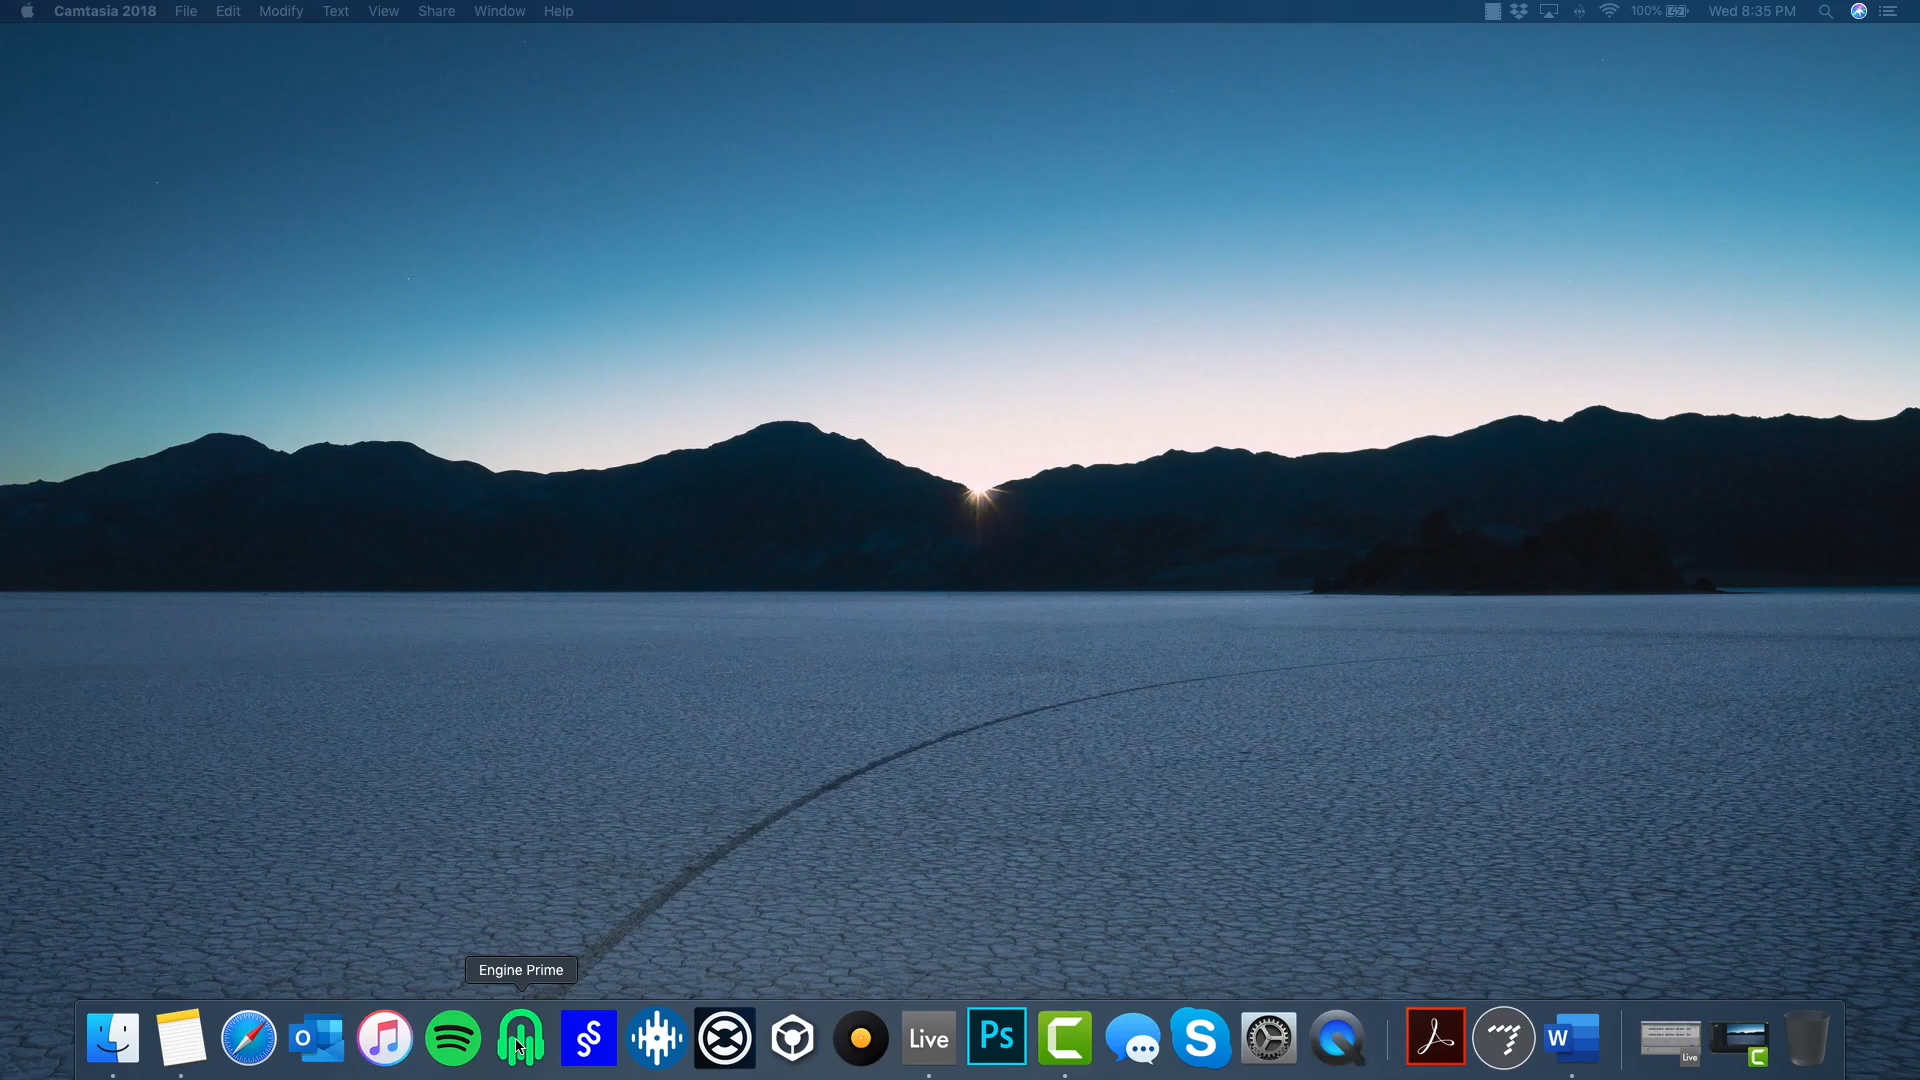 Camtasia 2018 File Edit Modify Text View Share Window Help 100% Wed 8:35 PM
Engine Prime
O Live Ps S W Live